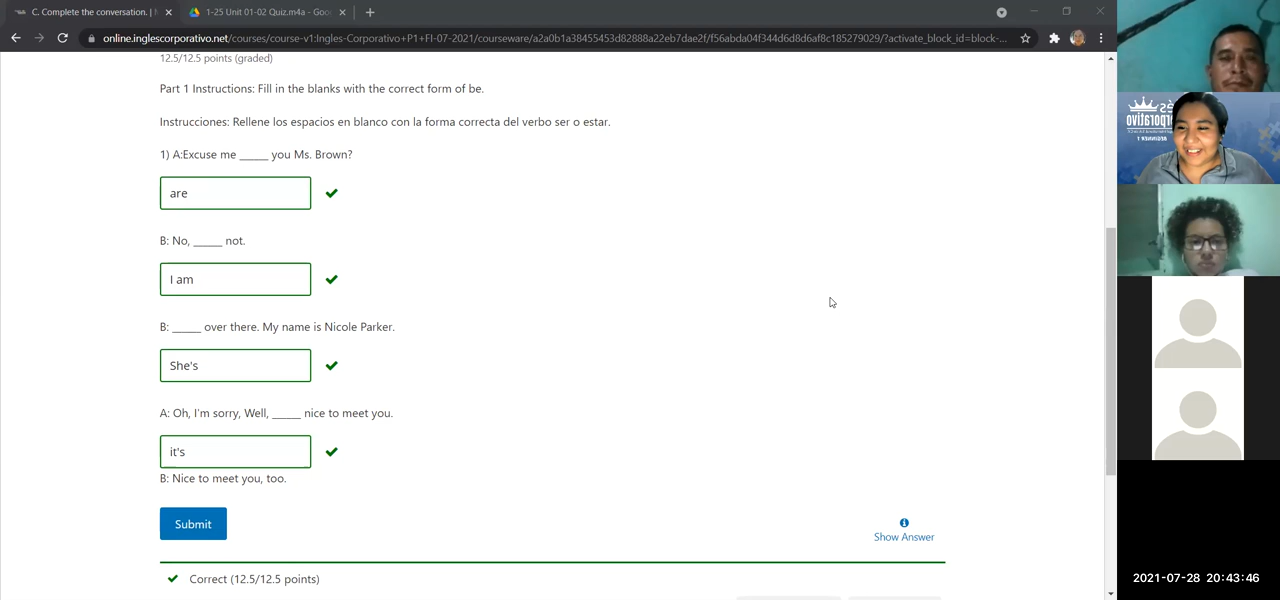 C. Complete the conversation. |
1-25 Unit 01-02 Quiz.m4a - Goo
online.inglescorporativo.net/courses/course-v1:Ingles-Corporativo+P1+FI-07-2021/courseware/a2a0b1a38455453d82888a22eb7dae2f/f56abda04f344d6d8d6af8c185279029/?activate_block_id=block-...
12.5/12.5 points (graded)
Part 1 Instructions: Fill in the blanks with the correct form of be.
Instrucciones: Rellene los espacios en blanco con la forma correcta del verbo ser o estar.
1) A:Excuse me _____ you Ms. Brown?
are
B: No, _____ not.
I am
B: _____ over there. My name is Nicole Parker.
She's
A: Oh, I'm sorry, Well, _____ nice to meet you.
it's
B: Nice to meet you, too.
Submit
Show Answer
Correct (12.5/12.5 points)
2021-07-28 20:43:46